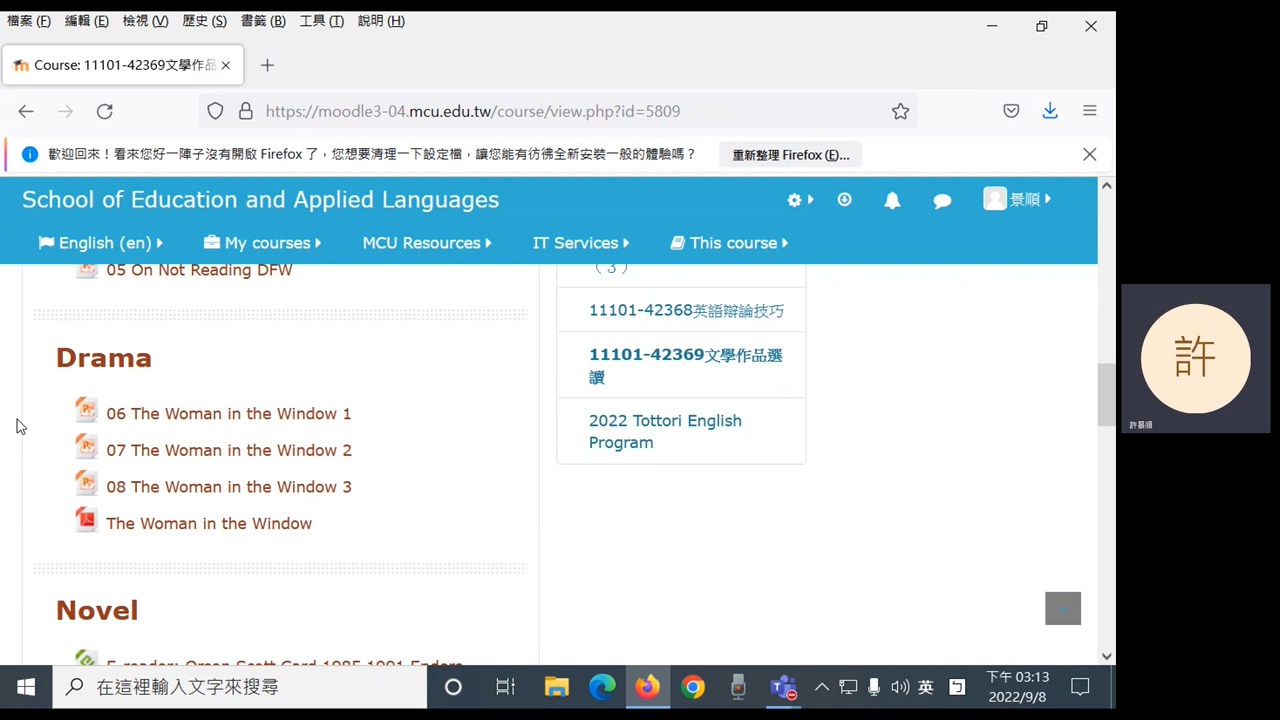 檔案 (F) 編輯 (E) 檢視 (V) 歷史 (S) 書籤 (B) 工具 (T) 說明 (H)
Course: 11101-42369文學作品
https://moodle3-04.mcu.edu.tw/course/view.php?id=5809
歡迎回來！看來您好一陣子沒有開啟 Firefox 了，您想要清理一下設定檔，讓您能有彷彿全新安裝一般的體驗嗎？ 重新整理 Firefox (E)...
School of Education and Applied Languages 景順
English (en) My courses MCU Resources IT Services This course
05 On Not Reading DFW
Drama
06 The Woman in the Window 1
07 The Woman in the Window 2
08 The Woman in the Window 3
The Woman in the Window
Novel
E-reader: Orson Scott Card 1985 1991 Enders
（3）
11101-42368英語辯論技巧
11101-42369文學作品選
讀
2022 Tottori English
Program
許
許景順
在這裡輸入文字來搜尋
英
下午 03:13
2022/9/8